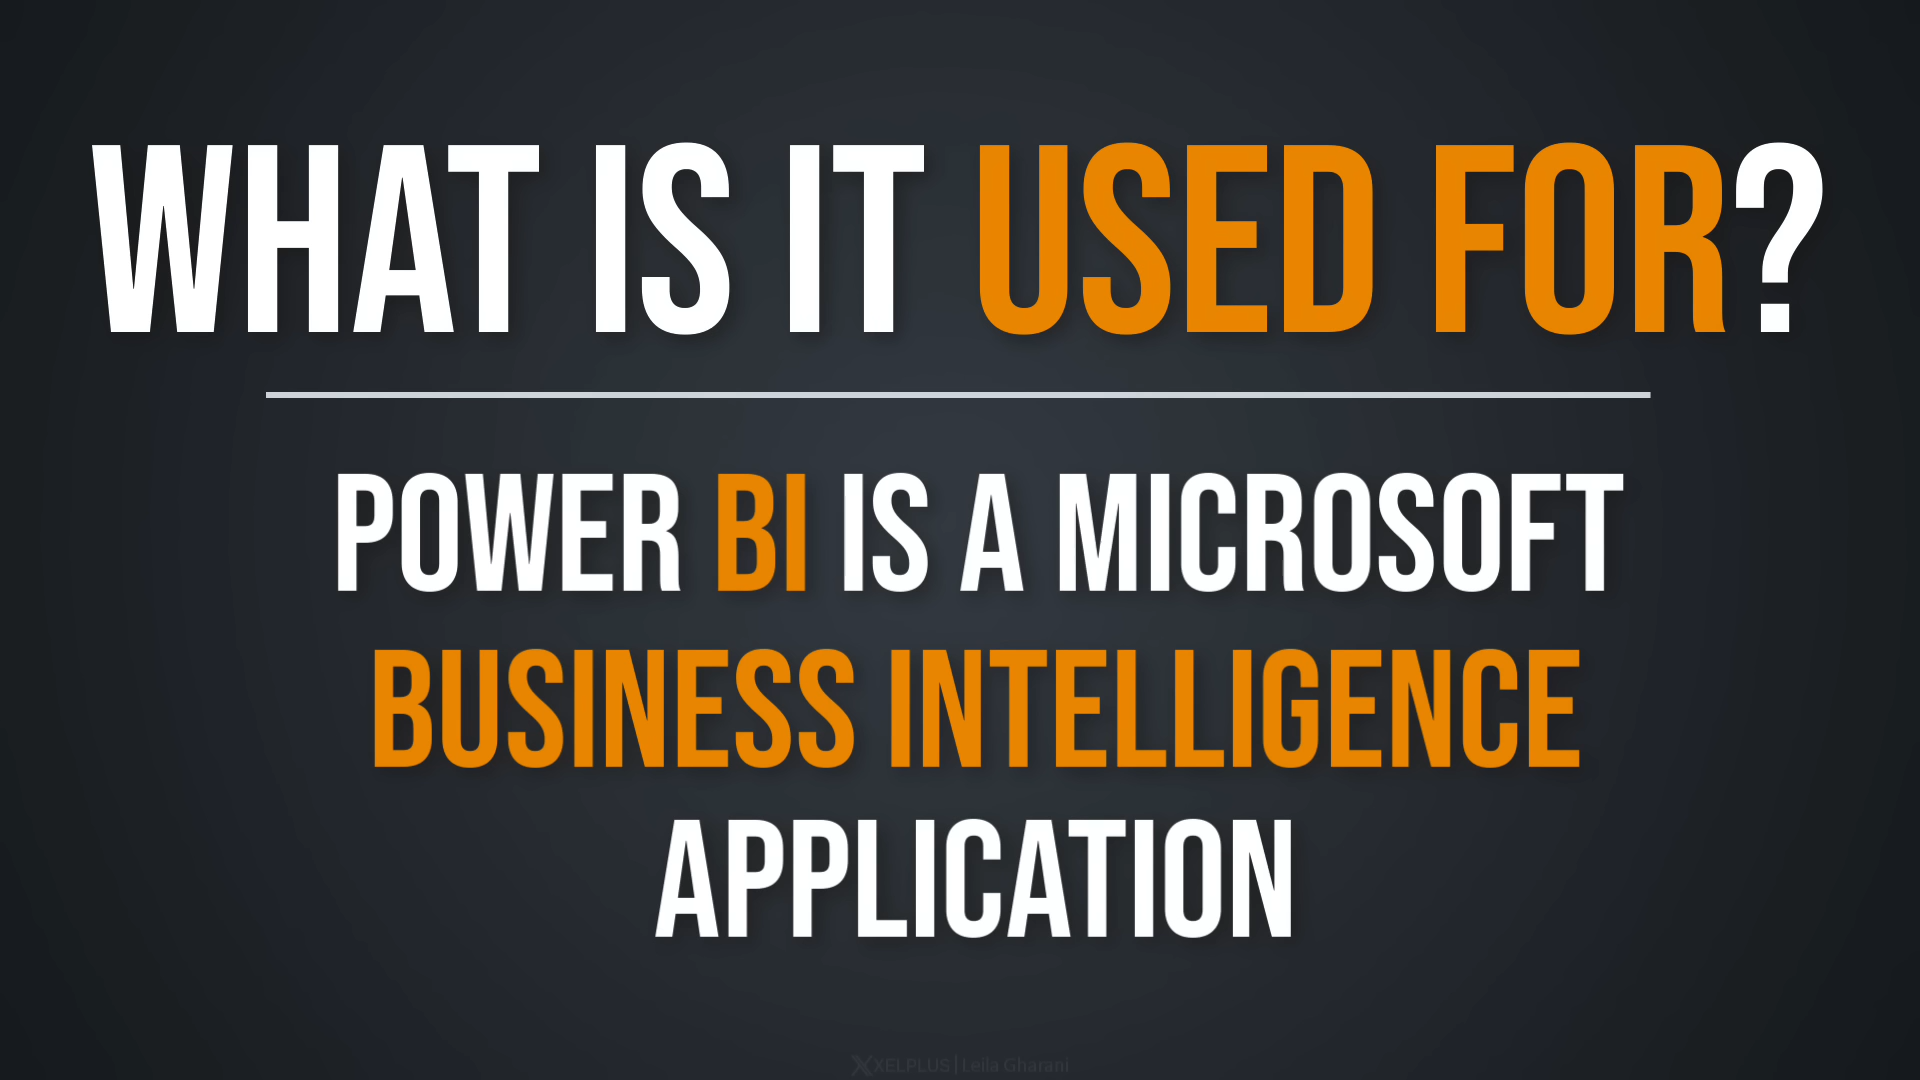 WHAT IS IT USED FOR?
POWER BI IS A MICROSOFT
BUSINESS INTELLIGENCE
APPLICATION
XELPLUS | Leila Gharani